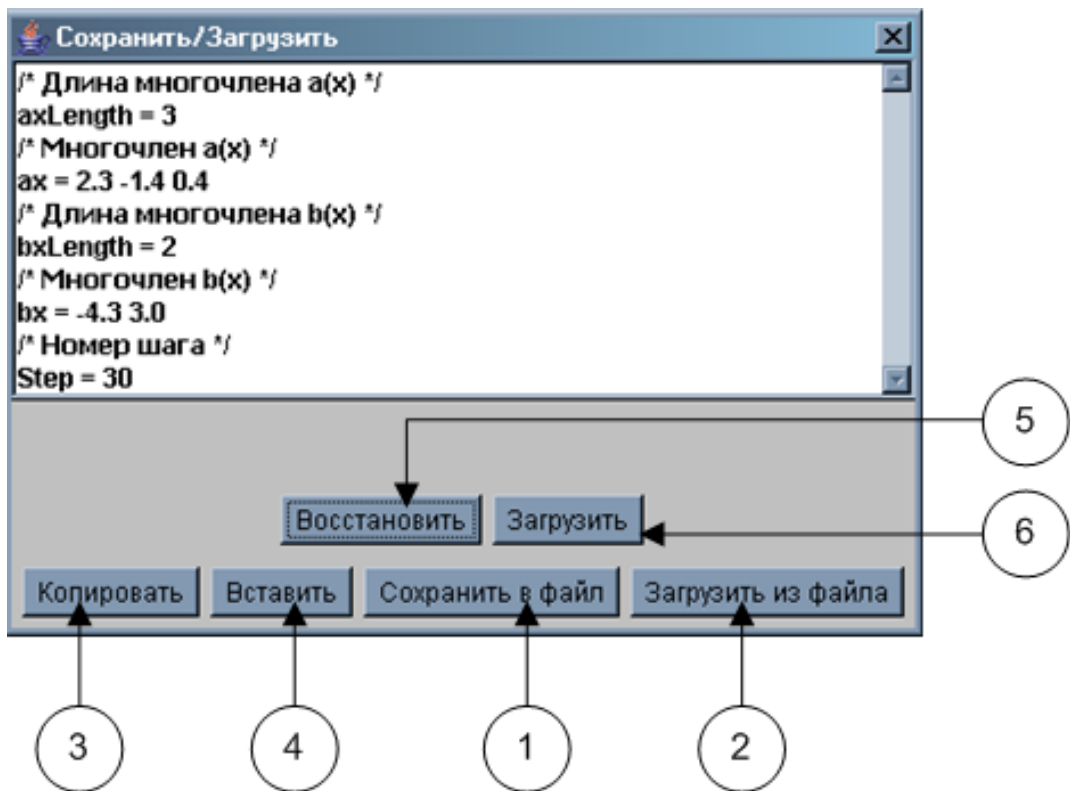 Сохранить/Загрузить
/* Длина многочлена a(x) */
axLength = 3
/* Многочлен a(x) */
ax = 2.3 -1.4 0.4
/* Длина многочлена b(x) */
bxLength = 2
/* Многочлен b(x) */
bx = -4.3 3.0
/* Номер шага */
Step = 30
5
Восстановить Загрузить
6
Копировать Вставить Сохранить в файл Загрузить из файла
3 4 1 2